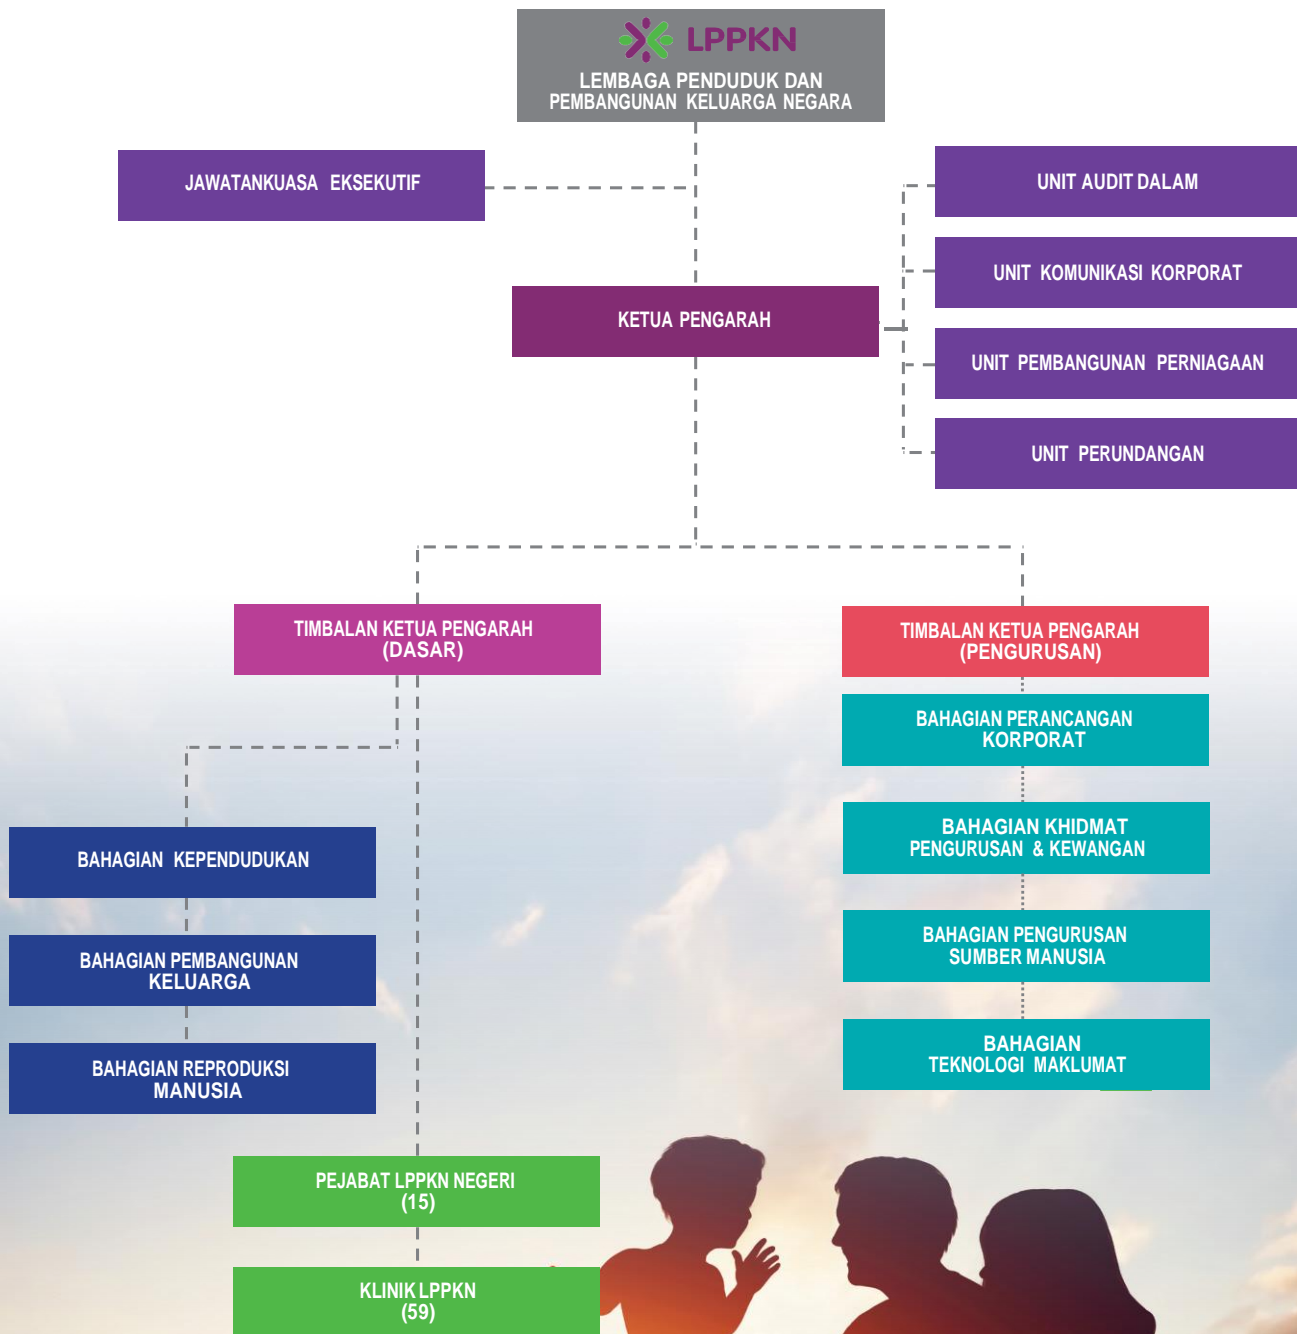 LPPKN
LEMBAGA PENDUDUK DAN
PEMBANGUNAN KELUARGA NEGARA
JAWATANKUASA EKSEKUTIF
UNIT AUDIT DALAM
UNIT KOMUNIKASI KORPORAT
KETUA PENGARAH
UNIT PEMBANGUNAN PERNIAGAAN
UNIT PERUNDANGAN
TIMBALAN KETUA PENGARAH
(DASAR)
TIMBALAN KETUA PENGARAH
(PENGURUSAN)
BAHAGIAN PERANCANGAN
KORPORAT
BAHAGIAN KHIDMAT
PENGURUSAN & KEWANGAN
BAHAGIAN KEPENDUDUKAN
BAHAGIAN PENGURUSAN
SUMBER MANUSIA
BAHAGIAN PEMBANGUNAN
KELUARGA
BAHAGIAN
TEKNOLOGI MAKLUMAT
BAHAGIAN REPRODUKSI
MANUSIA
PEJABAT LPPKN NEGERI
(15)
KLINIK LPPKN
(59)